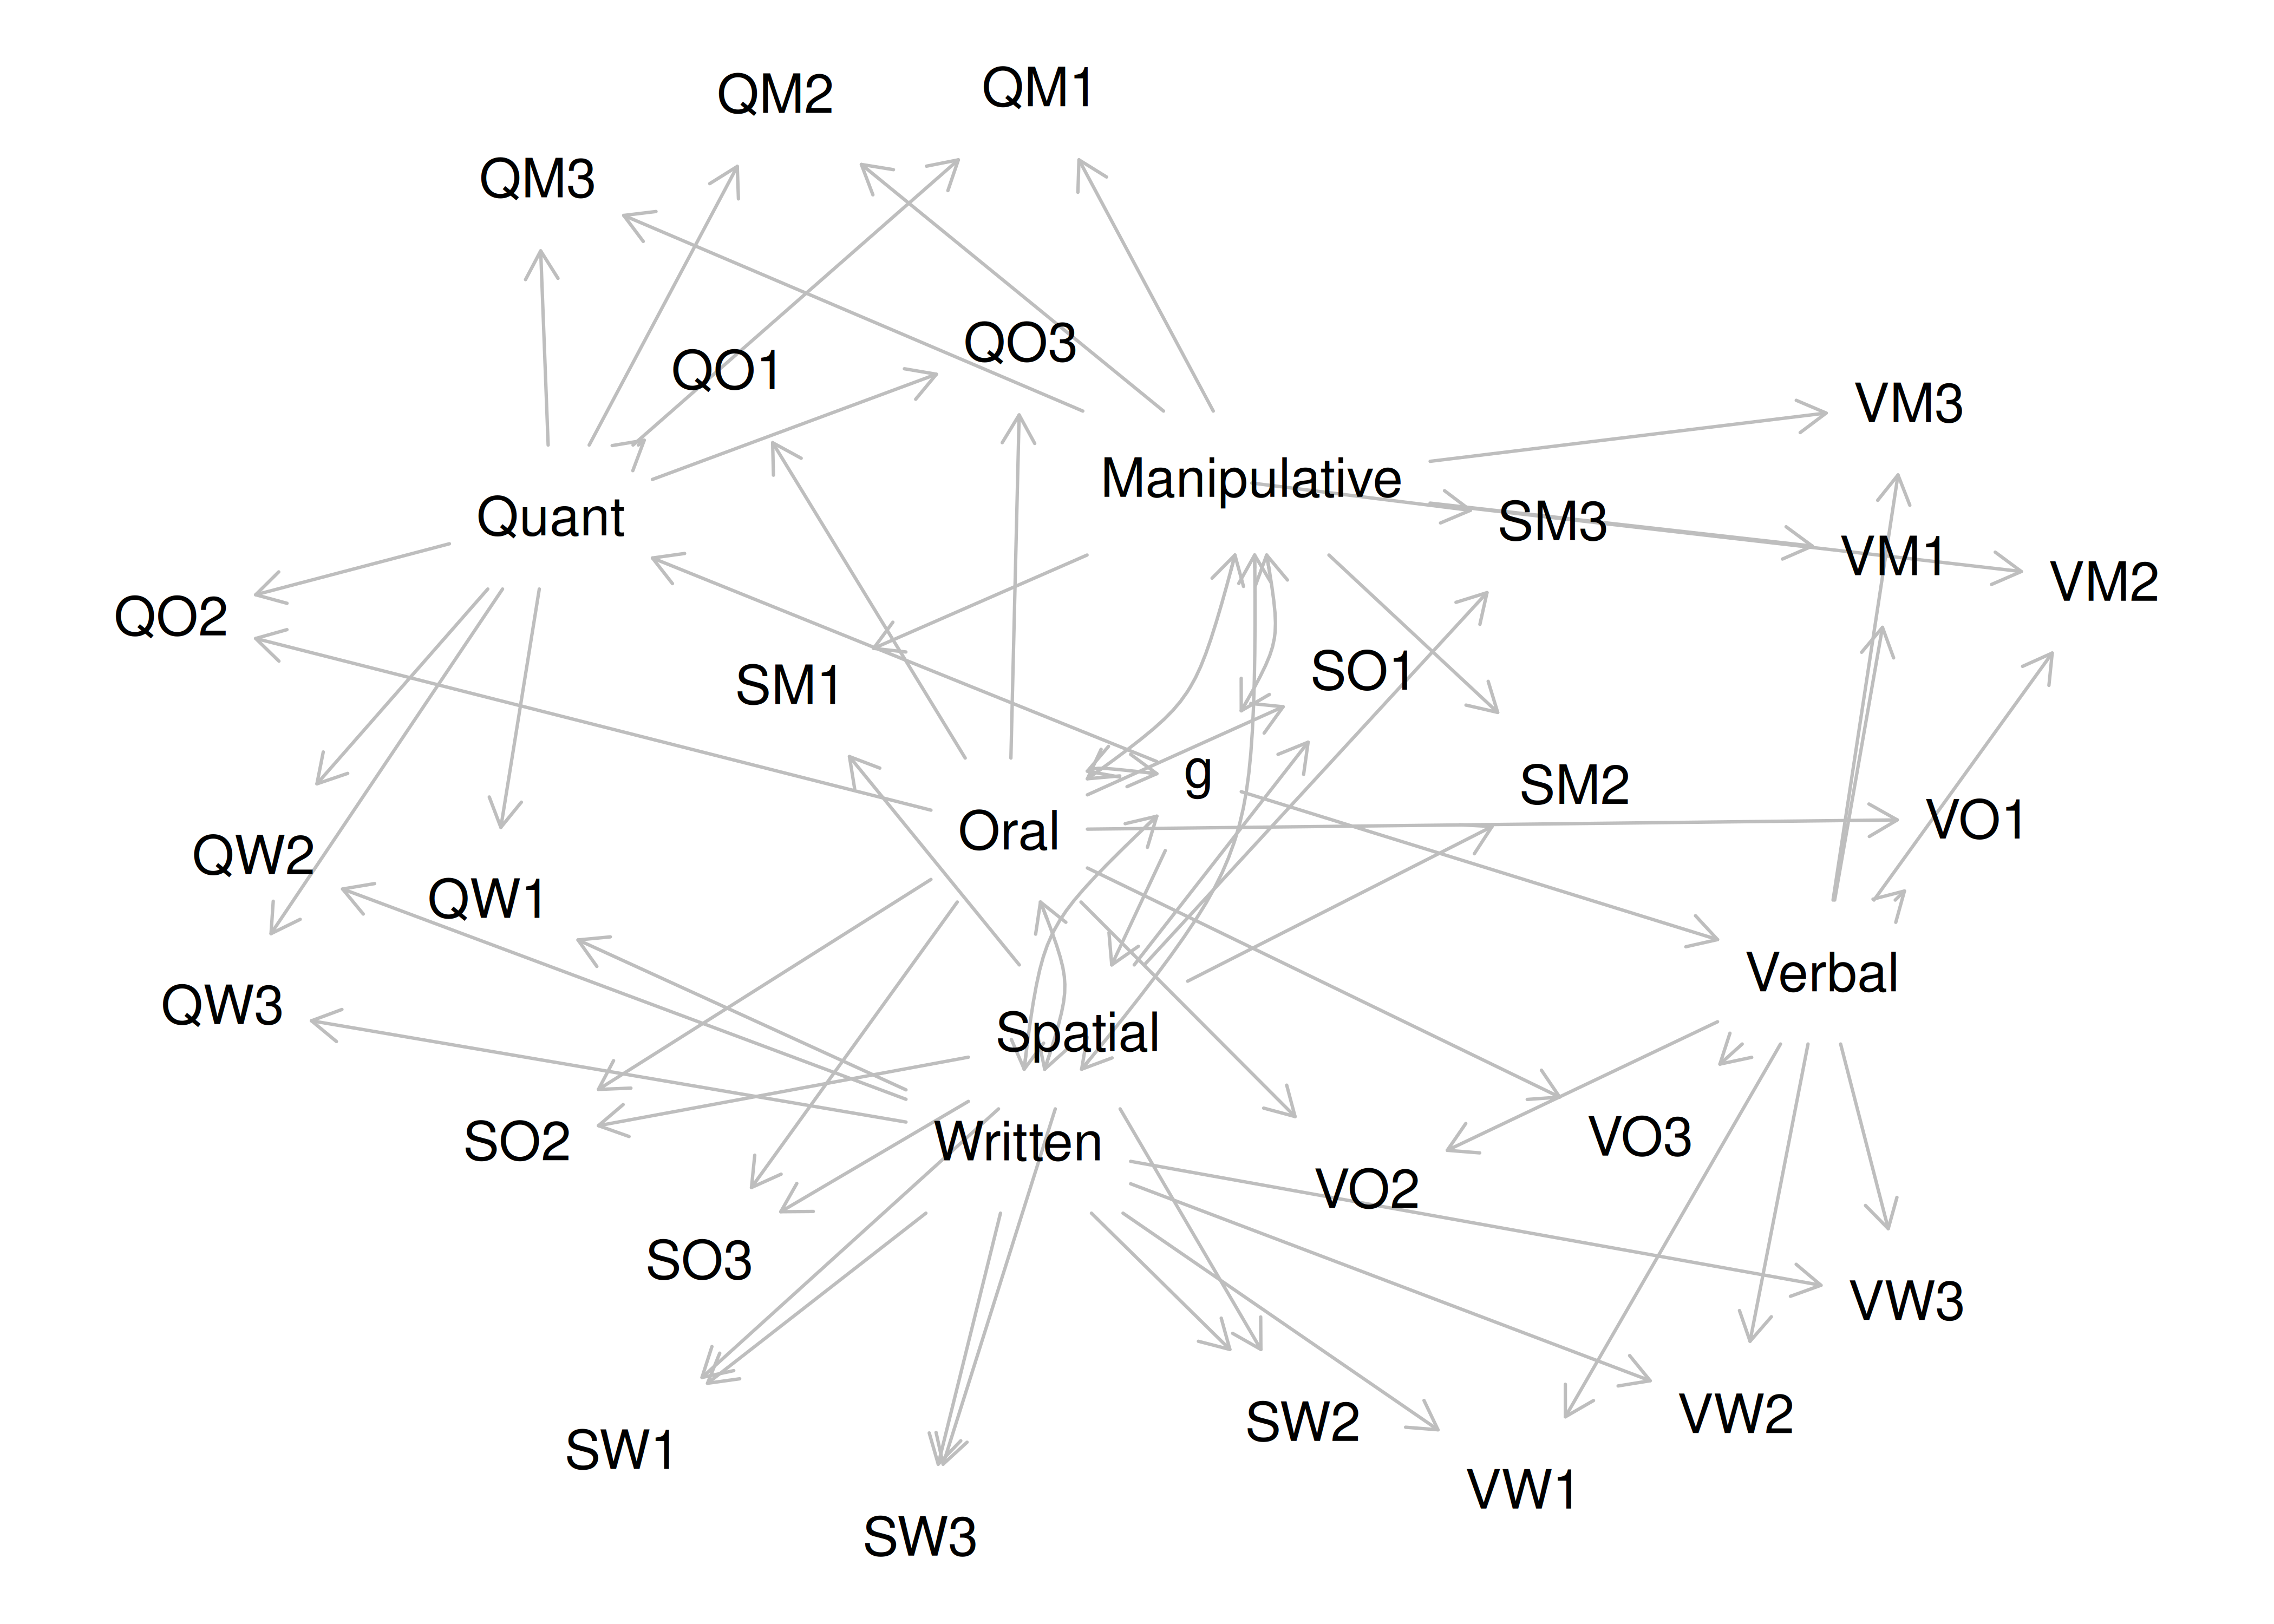 QM1
QM2
QM3
QO3
QO1
VM3
Manipulative
Quant
SM3
VM1
VM2
QO2
SO1
SM1
g
SM2
VO1
Oral
QW2
QW1
Verbal
QW3
Spatial
VO3
SO2
Written
VO2
SO3
VW3
VW2
SW2
SW1
VW1
SW3